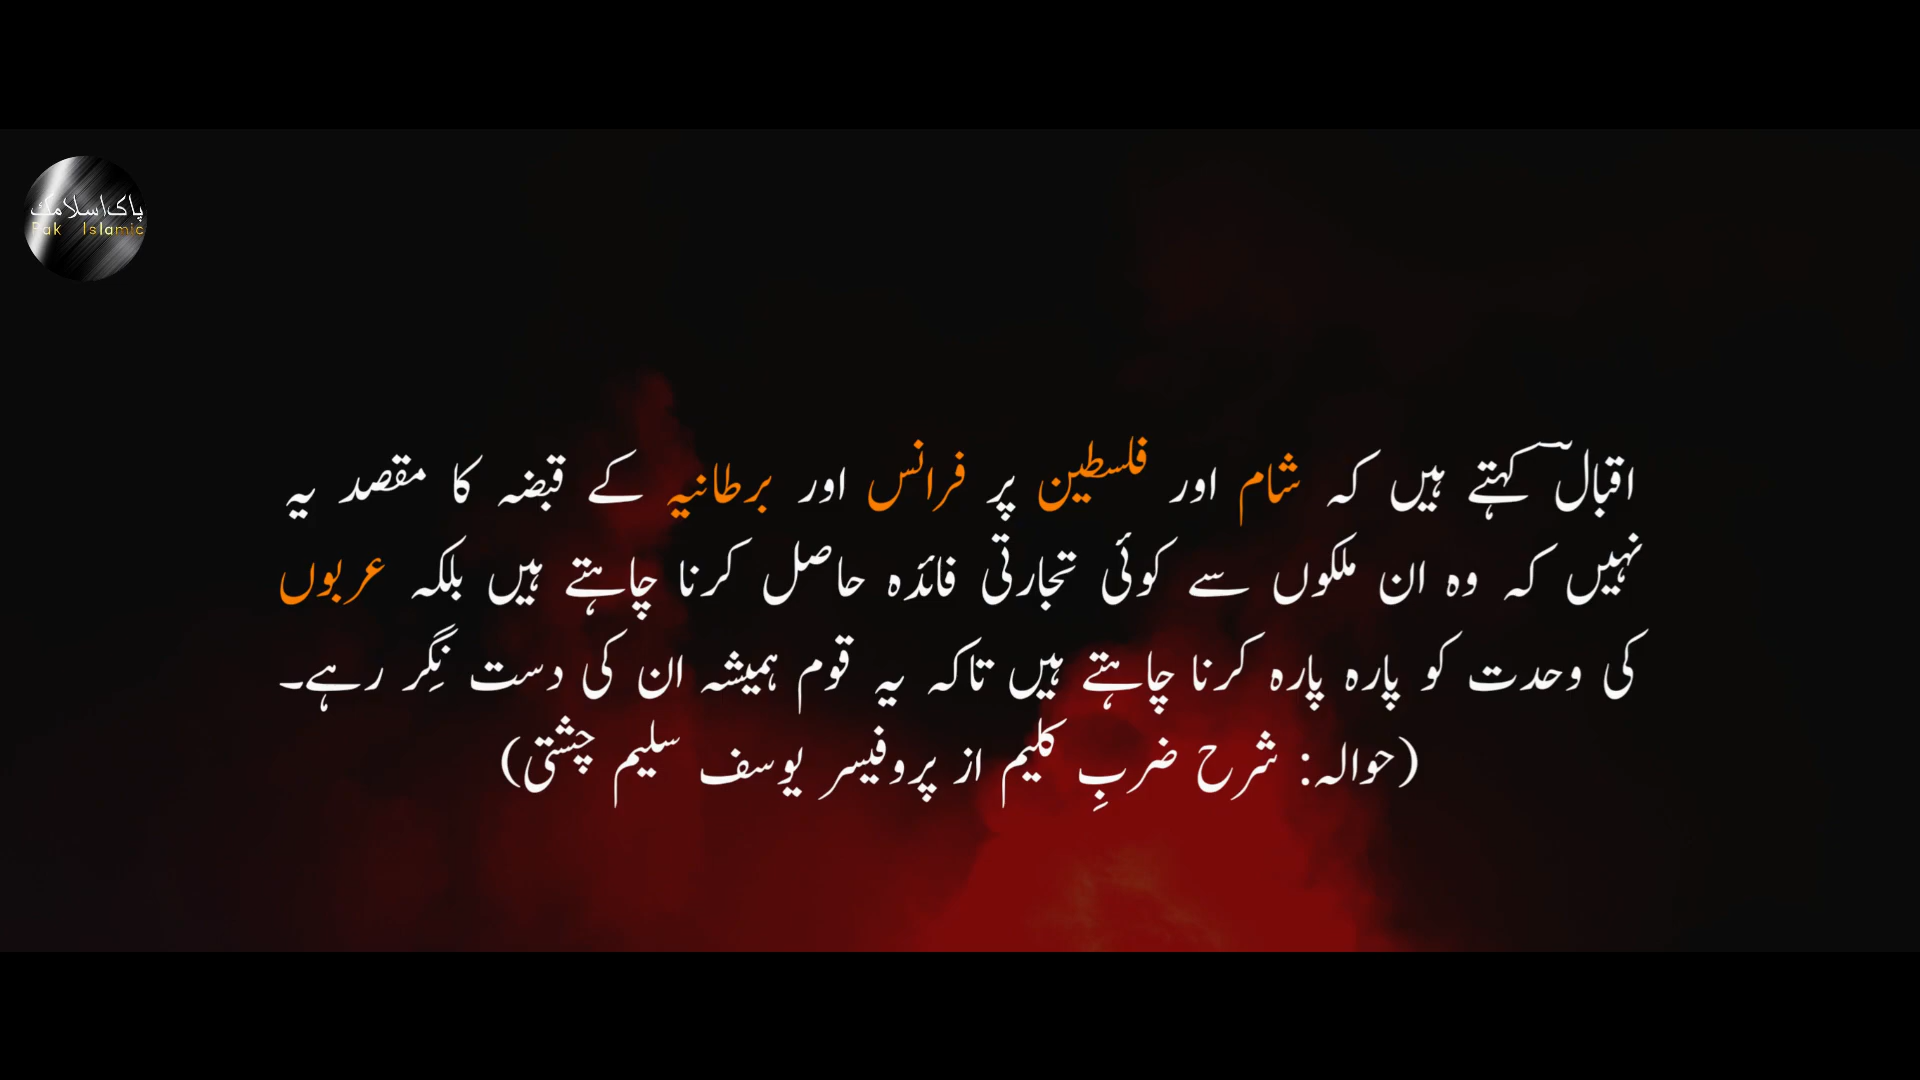 پاک اسلامک
Pak Islamic
اقبالؒ کہتے ہیں کہ شام اور فلسطین پر فرانس اور برطانیہ کے قبضہ کا مقصد یہ
نہیں کہ وہ ان ملکوں سے کوئی تجارتی فائدہ حاصل کرنا چاہتے ہیں بلکہ عربوں
کی وحدت کو پارہ پارہ کرنا چاہتے ہیں تاکہ یہ قوم ہمیشہ ان کی دست نِگر رہے۔
(حوالہ: شرح ضربِ کلیم از پروفیسر یوسف سلیم چشتی)